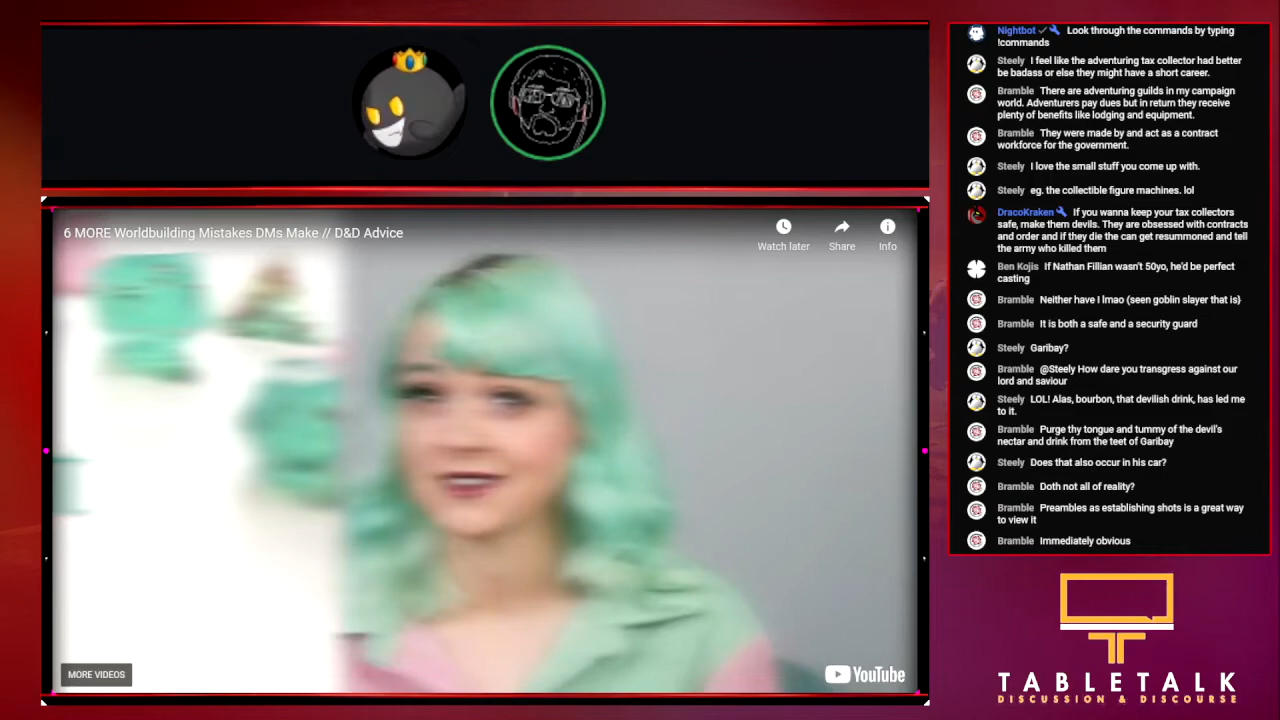 6 MORE Worldbuilding Mistakes DMs Make // D&D Advice
Watch later
Share
Info
MORE VIDEOS
YouTube
Nightbot Look through the commands by typing
!commands
Steely I feel like the adventuring tax collector had better
be badass or else they might have a short career.
Bramble There are adventuring guilds in my campaign
world. Adventurers pay dues but in return they receive
plenty of benefits like lodging and equipment.
Bramble They were made by and act as a contract
workforce for the government.
Steely I love the small stuff you come up with.
Steely eg. the collectible figure machines. lol
DracoKraken If you wanna keep your tax collectors
safe, make them devils. They are obsessed with contracts
and order and if they die the can get resummoned and tell
the army who killed them
Ben Kojis If Nathan Fillian wasn't 50yo, he'd be perfect
casting
Bramble Neither have I lmao (seen goblin slayer that is)
Bramble It is both a safe and a security guard
Steely Garibay?
Bramble @Steely How dare you transgress against our
lord and saviour
Steely LOL! Alas, bourbon, that devilish drink, has led me
to it.
Bramble Purge thy tongue and tummy of the devil's
nectar and drink from the teet of Garibay
Steely Does that also occur in his car?
Bramble Doth not all of reality?
Bramble Preambles as establishing shots is a great way
to view it
Bramble Immediately obvious
TABLETALK
DISCUSSION & DISCOURSE